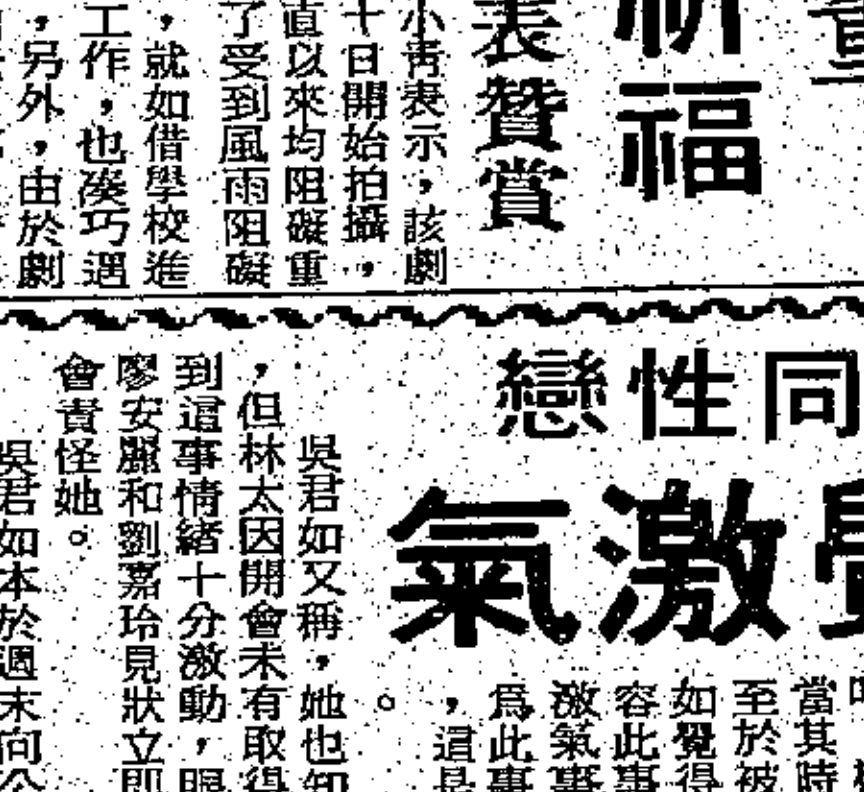 祈福
表贊賞
小青表示，該劇
十日開始拍攝，
直以來均阻礙重
了受到風雨阻礙
，就如借學校進
工作，也湊巧遇
，另外，由於劇
同性戀
激氣
當其時
至於被
如覺得
容此事
激氣事
為此事
，這是
。
吳君如又稱，她也知
，但林太因開會未有取得
到這事情緒十分激動，眼
廖安麗和劉嘉玲見狀立即
會責怪她。
吳君如本於週末向公